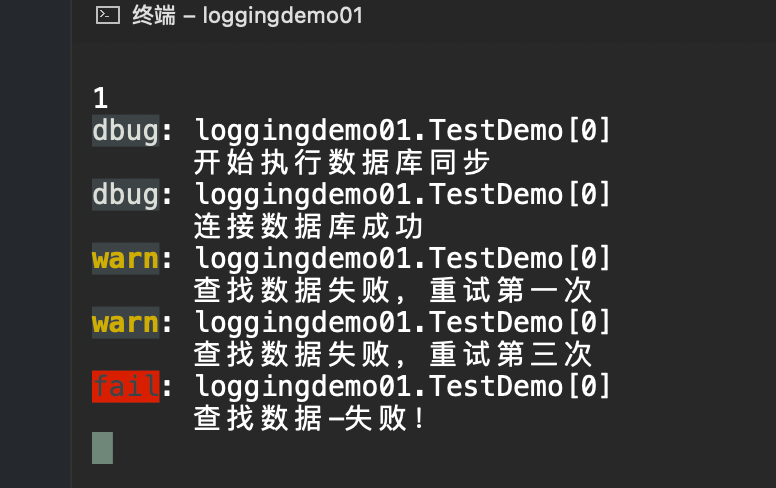 终端 – loggingdemo01
1
dbug: loggingdemo01.TestDemo[0]
开始执行数据库同步
dbug: loggingdemo01.TestDemo[0]
连接数据库成功
warn: loggingdemo01.TestDemo[0]
查找数据失败，重试第一次
warn: loggingdemo01.TestDemo[0]
查找数据失败，重试第三次
fail: loggingdemo01.TestDemo[0]
查找数据-失败！